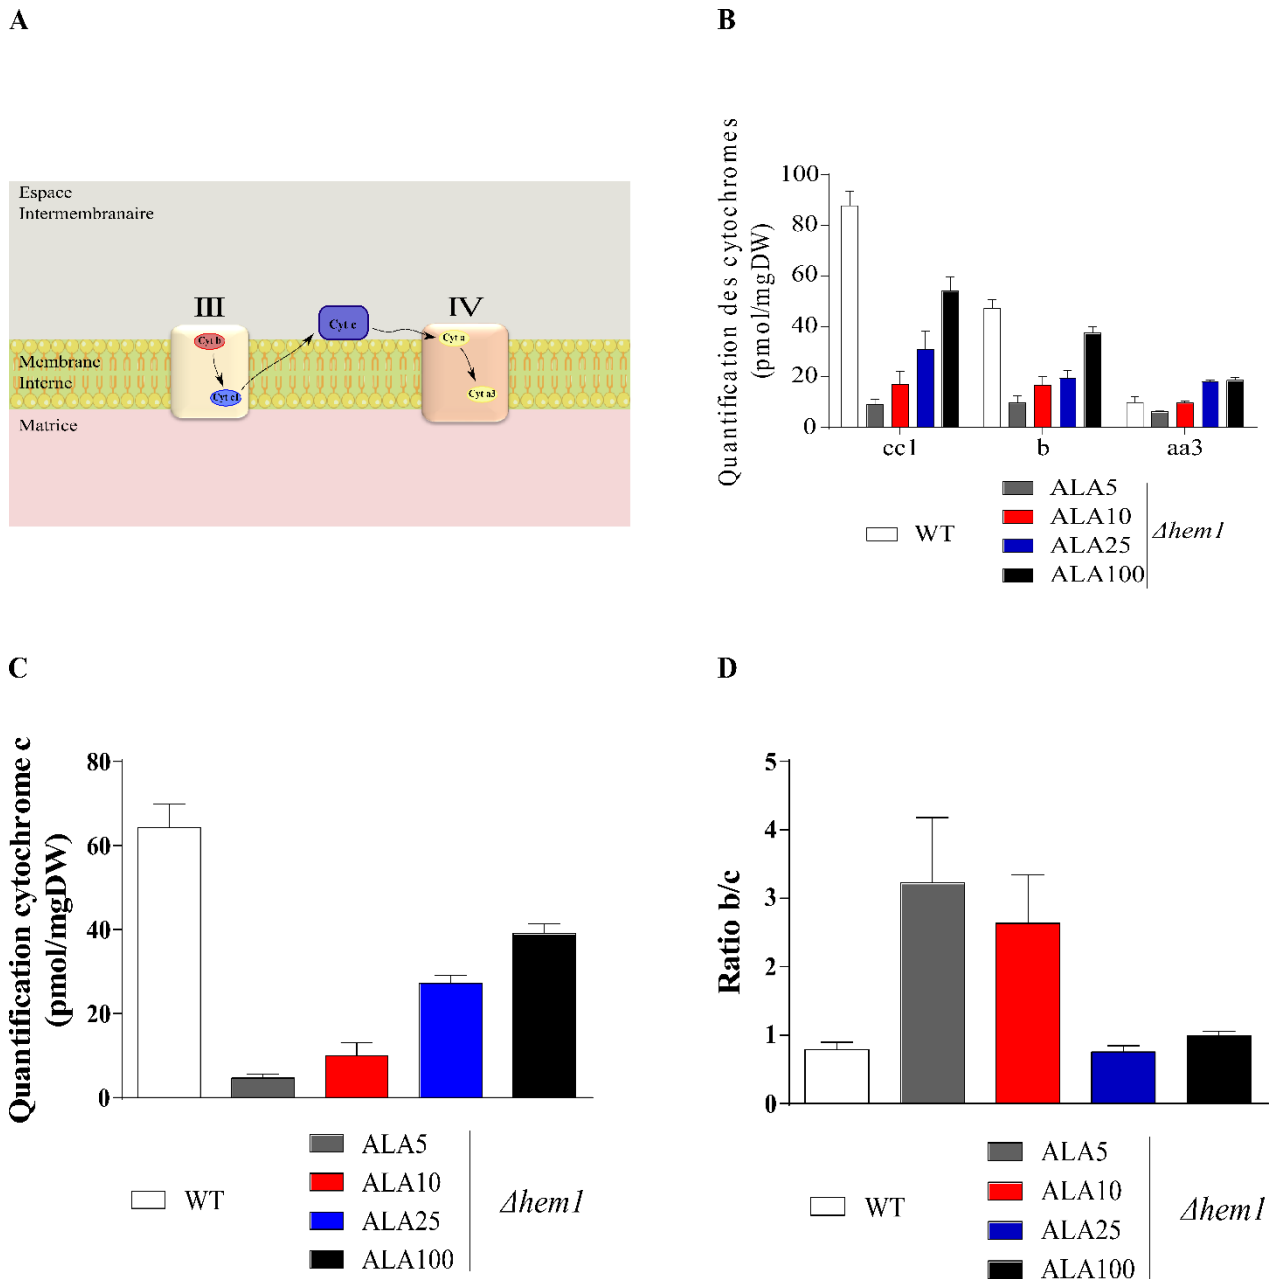 A
Espace
Intermembranaire
III
IV
Cyt b
Cyt c
Cyt a
Membrane
Interne
Cyt c1
Cyt a3
Matrice
B
Quantification des cytochromes
(pmol/mgDW)
100
80
60
40
20
0
cc1
b
aa3
WT
ALA5
ALA10
ALA25
ALA100
Δhem1
C
Quantification cytochrome c
(pmol/mgDW)
80
60
40
20
0
WT
ALA5
ALA10
ALA25
ALA100
Δhem1
D
Ratio b/c
5
4
3
2
1
0
WT
ALA5
ALA10
ALA25
ALA100
Δhem1